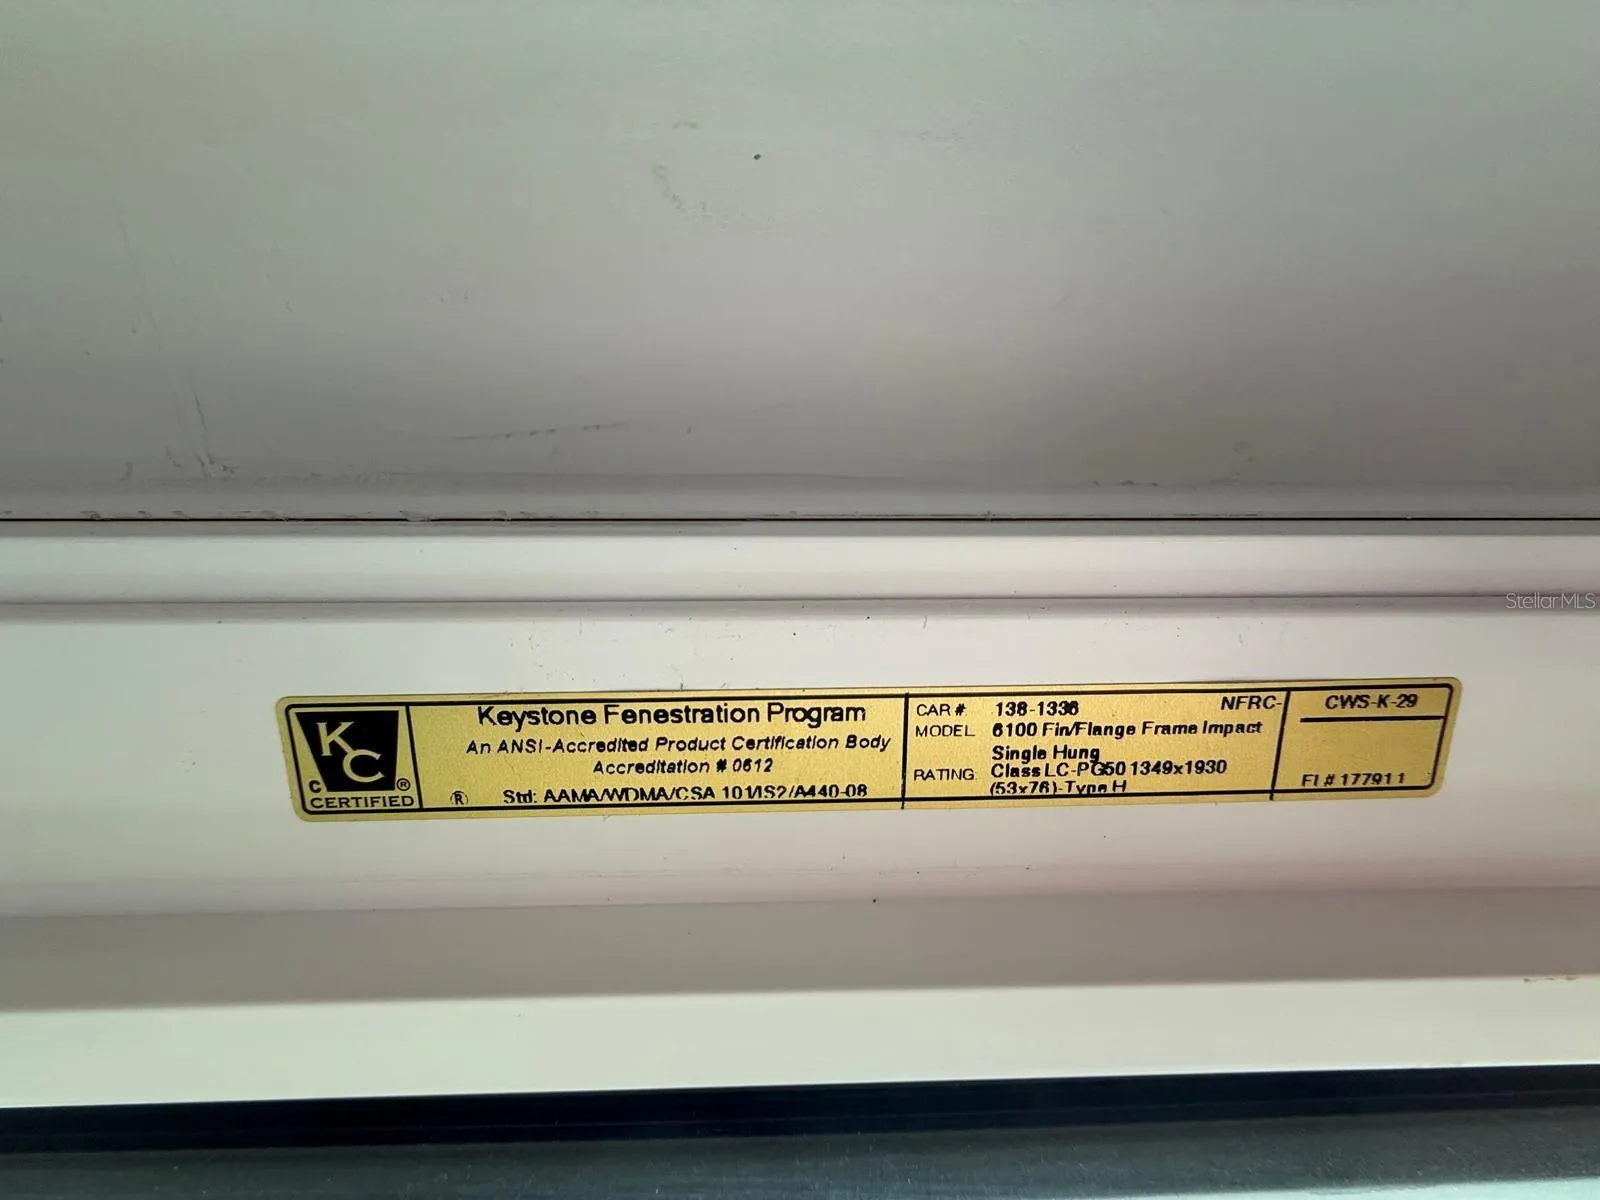 StellarMLS
KC
C ®
CERTIFIED
Keystone Fenestration Program
An ANSI-Accredited Product Certification Body
Accreditation # 0612
® Std: AAMA/WDMA/CSA 101/IS2/A440-08
CAR # 138-1336 NFRC-
MODEL 6100 Fin/Flange Frame Impact
Single Hung
RATING: Class LC-PG50 1349x1930
(53x76)-Type H
CWS-K-29
FL # 17791 1